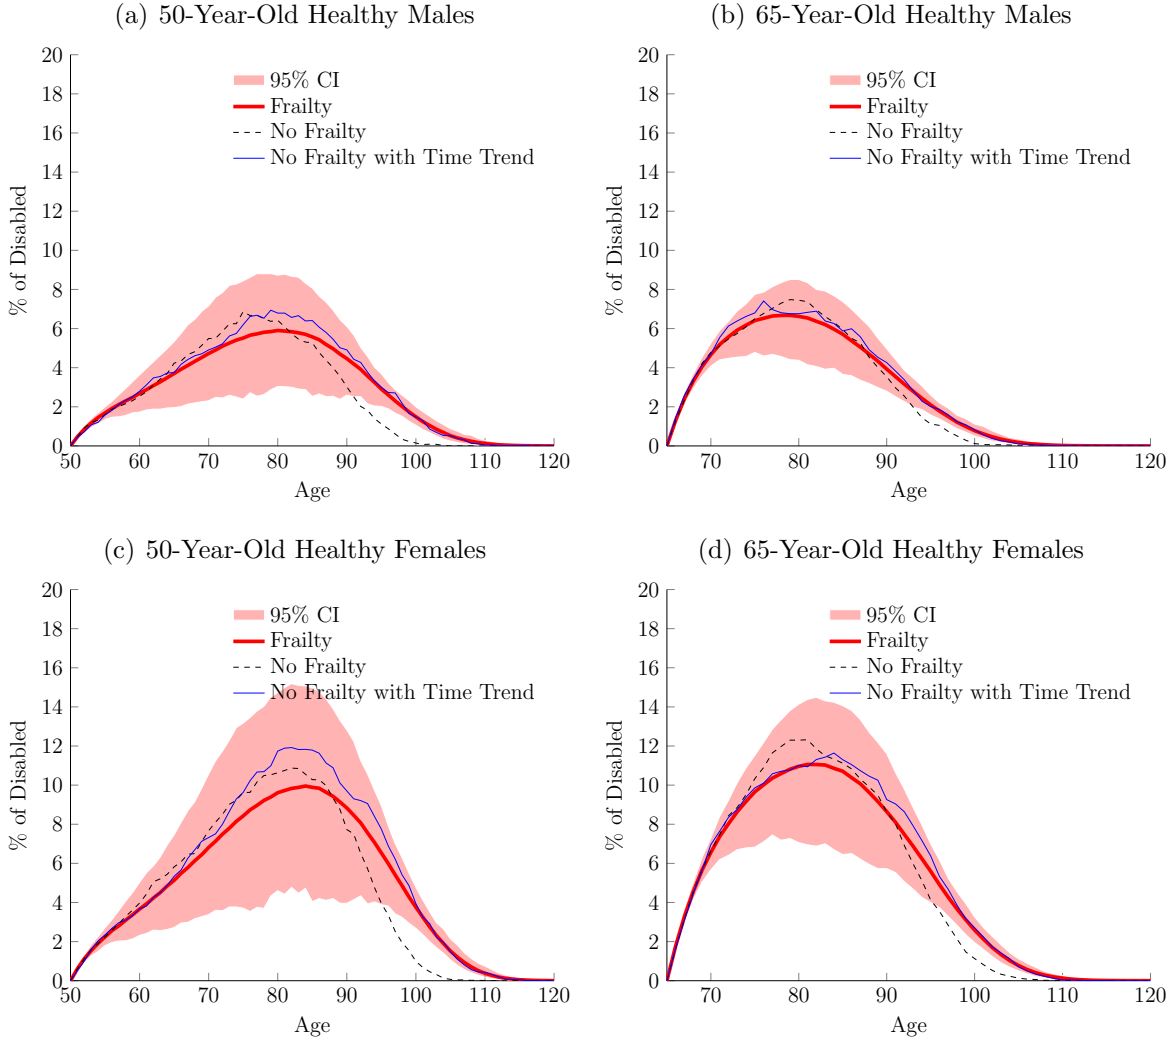 (a) 50-Year-Old Healthy Males
20
18
16
14
12
10
8
6
4
2
0
% of Disabled
95% CI
Frailty
No Frailty
No Frailty with Time Trend
50 60 70 80 90 100 110 120
Age
(b) 65-Year-Old Healthy Males
20
18
16
14
12
10
8
6
4
2
0
% of Disabled
95% CI
Frailty
No Frailty
No Frailty with Time Trend
70 80 90 100 110 120
Age
(c) 50-Year-Old Healthy Females
20
18
16
14
12
10
8
6
4
2
0
% of Disabled
95% CI
Frailty
No Frailty
No Frailty with Time Trend
50 60 70 80 90 100 110 120
Age
(d) 65-Year-Old Healthy Females
20
18
16
14
12
10
8
6
4
2
0
% of Disabled
95% CI
Frailty
No Frailty
No Frailty with Time Trend
70 80 90 100 110 120
Age